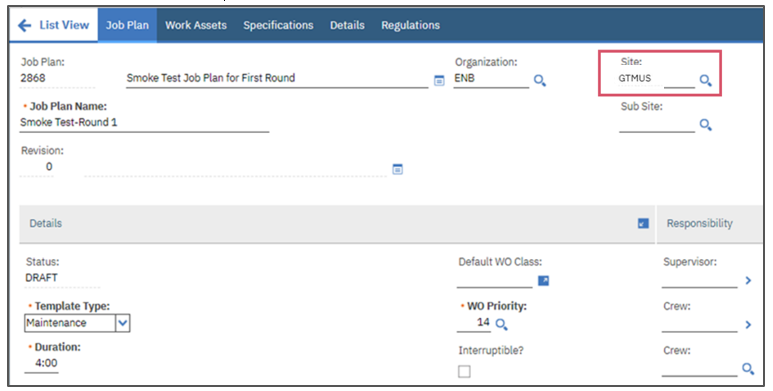 List View Job Plan Work Assets Specifications Details Regulations
Job Plan: Organization: Site:
2868 Smoke Test Job Plan for First Round ENB GTMUS
Job Plan Name: Sub Site:
Smoke Test-Round 1
Revision:
0
Details Responsibility
Status: Default WO Class: Supervisor:
DRAFT
Template Type: WO Priority: Crew:
Maintenance 14
Duration: Interruptible? Crew:
4:00